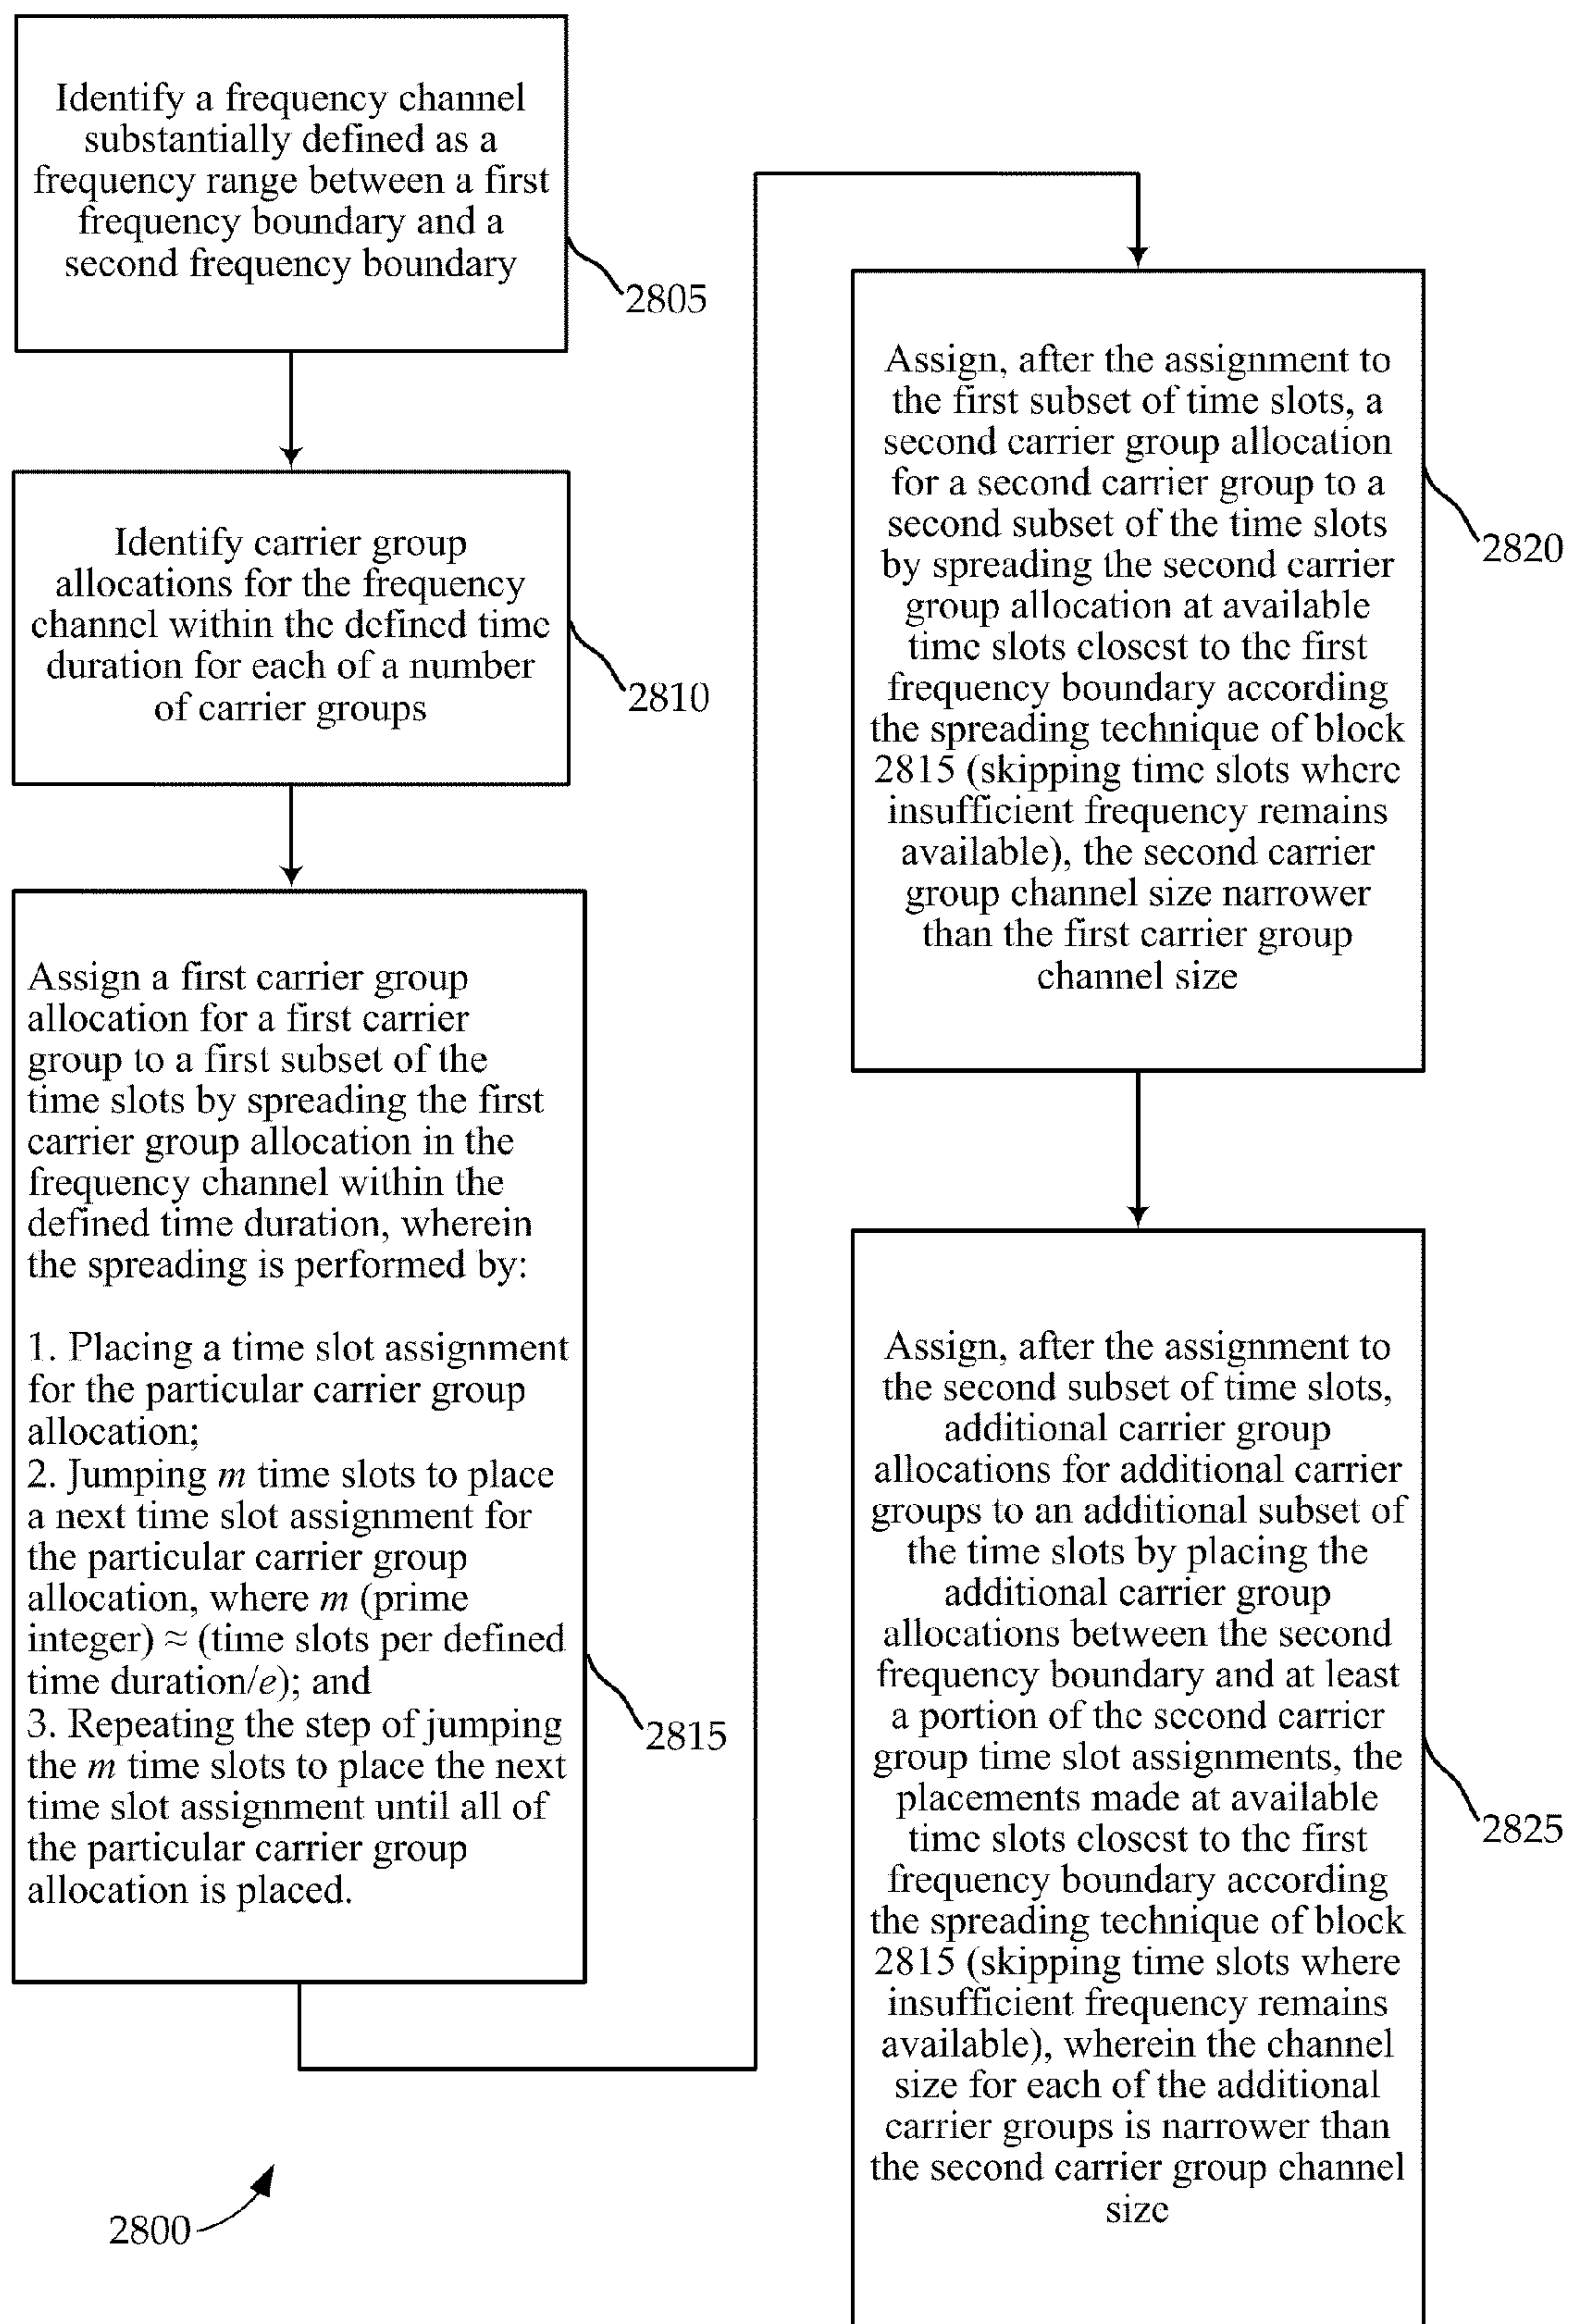 Identify a frequency channel
substantially defined as a
frequency range between a first
frequency boundary and a
second frequency boundary
2805
Identify carrier group
allocations for the frequency
channel within the defined time
duration for each of a number
of carrier groups
2810
Assign a first carrier group
allocation for a first carrier
group to a first subset of the
time slots by spreading the first
carrier group allocation in the
frequency channel within the
defined time duration, wherein
the spreading is performed by:
1. Placing a time slot assignment
for the particular carrier group
allocation;
2. Jumping m time slots to place
a next time slot assignment for
the particular carrier group
allocation, where m (prime
integer) ≈ (time slots per defined
time duration/e); and
3. Repeating the step of jumping
the m time slots to place the next
time slot assignment until all of
the particular carrier group
allocation is placed.
2815
Assign, after the assignment to
the first subset of time slots, a
second carrier group allocation
for a second carrier group to a
second subset of the time slots
by spreading the second carrier
group allocation at available
time slots closest to the first
frequency boundary according
the spreading technique of block
2815 (skipping time slots where
insufficient frequency remains
available), the second carrier
group channel size narrower
than the first carrier group
channel size
2820
Assign, after the assignment to
the second subset of time slots,
additional carrier group
allocations for additional carrier
groups to an additional subset of
the time slots by placing the
additional carrier group
allocations between the second
frequency boundary and at least
a portion of the second carrier
group time slot assignments, the
placements made at available
time slots closest to the first
frequency boundary according
the spreading technique of block
2815 (skipping time slots where
insufficient frequency remains
available), wherein the channel
size for each of the additional
carrier groups is narrower than
the second carrier group channel
size
2825
2800